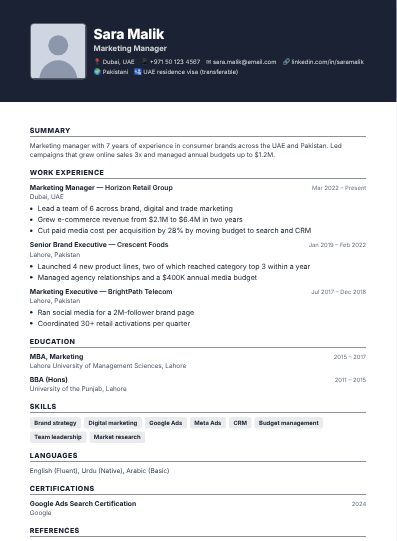 Sara Malik
Marketing Manager
📍 Dubai, UAE 📱 +971 50 123 4567 ✉ sara.malik@email.com 🔗 linkedin.com/in/saramalik
🌍 Pakistani 🛂 UAE residence visa (transferable)
SUMMARY
Marketing manager with 7 years of experience in consumer brands across the UAE and Pakistan. Led
campaigns that grew online sales 3x and managed annual budgets up to $1.2M.
WORK EXPERIENCE
Marketing Manager — Horizon Retail Group Mar 2022 – Present
Dubai, UAE
• Lead a team of 6 across brand, digital and trade marketing
• Grew e-commerce revenue from $2.1M to $6.4M in two years
• Cut paid media cost per acquisition by 28% by moving budget to search and CRM
Senior Brand Executive — Crescent Foods Jan 2019 – Feb 2022
Lahore, Pakistan
• Launched 4 new product lines, two of which reached category top 3 within a year
• Managed agency relationships and a $400K annual media budget
Marketing Executive — BrightPath Telecom Jul 2017 – Dec 2018
Lahore, Pakistan
• Ran social media for a 2M-follower brand page
• Coordinated 30+ retail activations per quarter
EDUCATION
MBA, Marketing 2015 – 2017
Lahore University of Management Sciences, Lahore
BBA (Hons) 2011 – 2015
University of the Punjab, Lahore
SKILLS
Brand strategy Digital marketing Google Ads Meta Ads CRM Budget management
Team leadership Market research
LANGUAGES
English (Fluent), Urdu (Native), Arabic (Basic)
CERTIFICATIONS
Google Ads Search Certification 2024
Google
REFERENCES